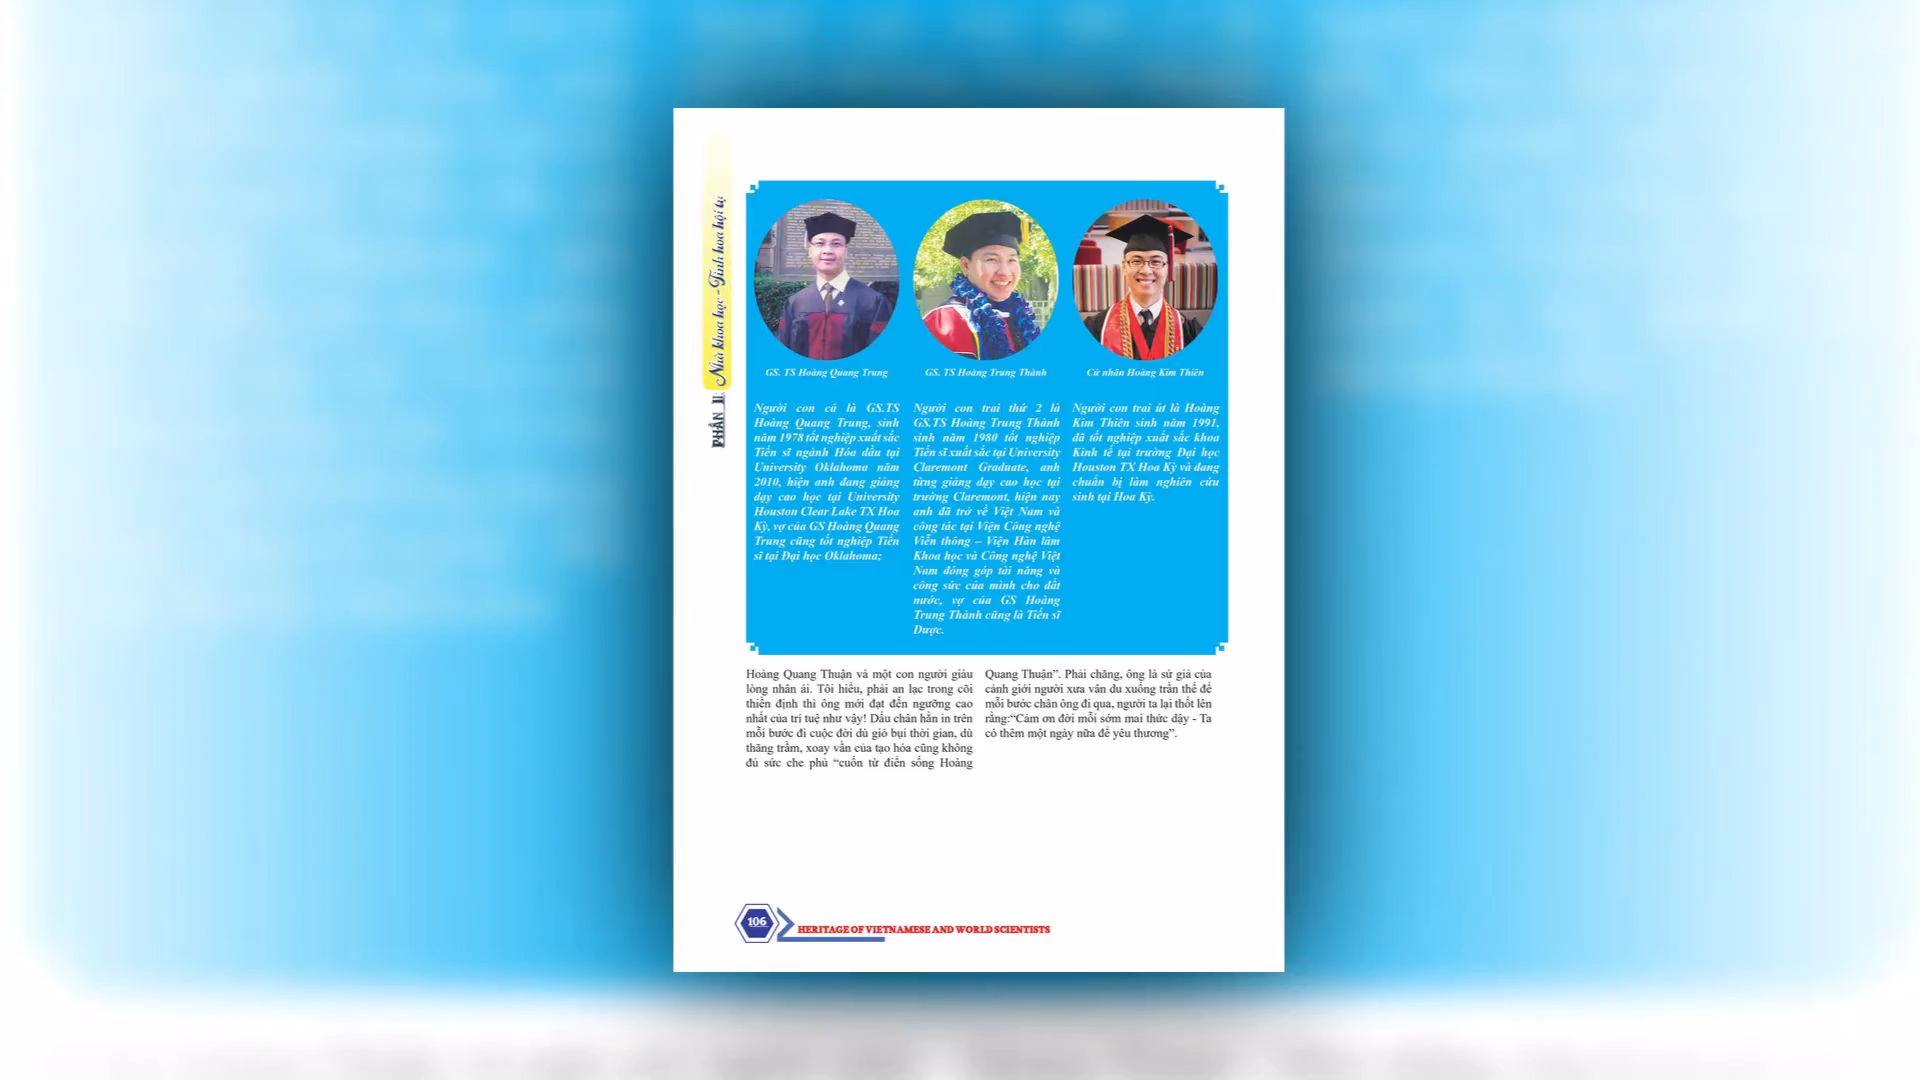 PHẦN II: Nhà khoa học - Tinh hoa hội tụ
GS. TS Hoàng Quang Trung
Người con cả là GS.TS
Hoàng Quang Trung, sinh
năm 1978 tốt nghiệp xuất sắc
Tiến sĩ ngành Hóa dầu tại
University Oklahoma năm
2010, hiện anh đang giảng
dạy cao học tại University
Houston Clear Lake TX Hoa
Kỳ, vợ của GS Hoàng Quang
Trung cũng tốt nghiệp Tiến
sĩ tại Đại học Oklahoma;
GS. TS Hoàng Trung Thành
Người con trai thứ 2 là
GS.TS Hoàng Trung Thành
sinh năm 1980 tốt nghiệp
Tiến sĩ xuất sắc tại University
Claremont Graduate, anh
từng giảng dạy cao học tại
trường Claremont, hiện nay
anh đã trở về Việt Nam và
công tác tại Viện Công nghệ
Viễn thông – Viện Hàn lâm
Khoa học và Công nghệ Việt
Nam đóng góp tài năng và
công sức của mình cho đất
nước, vợ của GS Hoàng
Trung Thành cũng là Tiến sĩ
Dược.
Cử nhân Hoàng Kim Thiên
Người con trai út là Hoàng
Kim Thiên sinh năm 1991,
đã tốt nghiệp xuất sắc khoa
Kinh tế tại trường Đại học
Houston TX Hoa Kỳ và đang
chuẩn bị làm nghiên cứu
sinh tại Hoa Kỳ.
Hoàng Quang Thuận và một con người giàu
lòng nhân ái. Tôi hiểu, phải an lạc trong cõi
thiền định thì ông mới đạt đến ngưỡng cao
nhất của trí tuệ như vậy! Dấu chân hằn in trên
mỗi bước đi cuộc đời dù gió bụi thời gian, dù
thăng trầm, xoay vần của tạo hóa cũng không
đủ sức che phủ “cuốn từ điển sống Hoàng
Quang Thuận”. Phải chăng, ông là sứ giả của
cảnh giới người xưa vân du xuống trần thế để
mỗi bước chân ông đi qua, người ta lại thốt lên
rằng:“Cảm ơn đời mỗi sớm mai thức dậy - Ta
có thêm một ngày nữa để yêu thương”.
106
HERITAGE OF VIETNAMESE AND WORLD SCIENTISTS